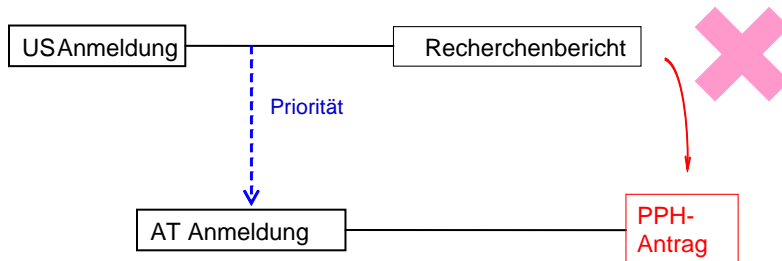 USAnmeldung
Recherchenbericht
Priorität
AT Anmeldung
PPH-
Antrag